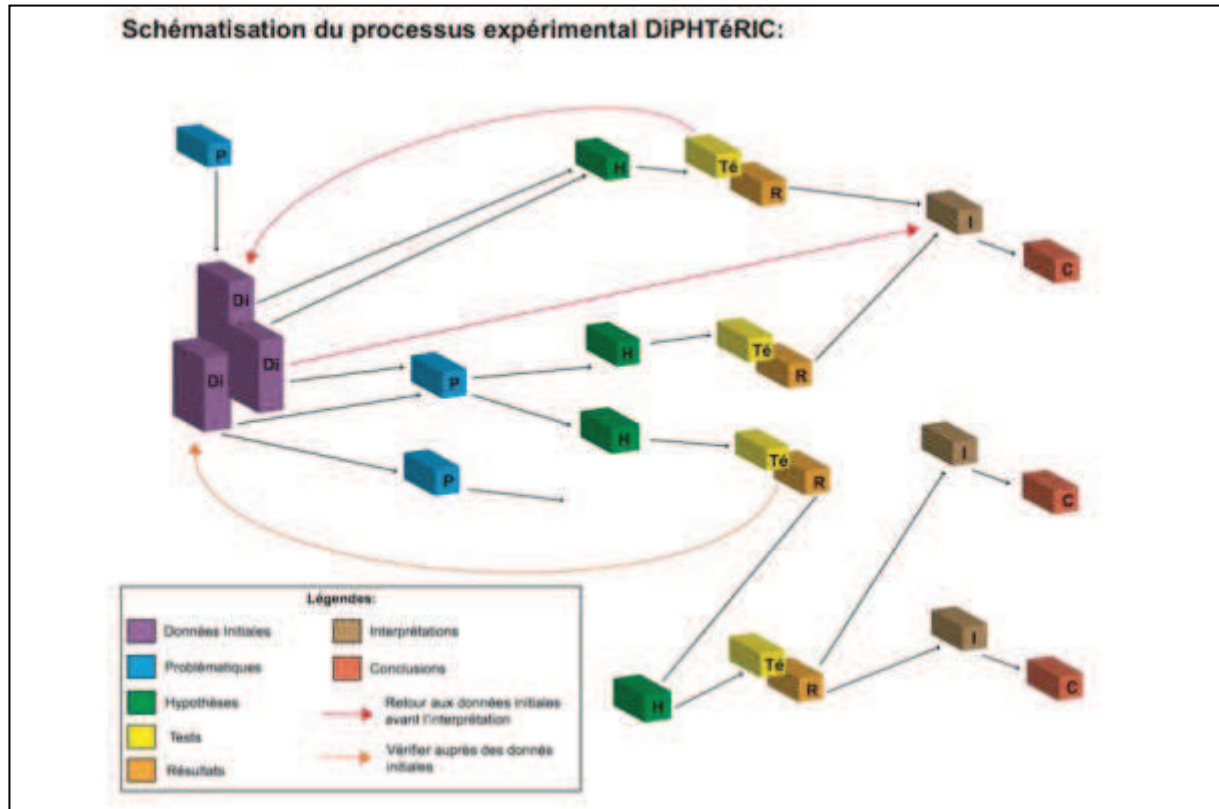 Schématisation du processus expérimental DiPHTéRIC:
P
H
Té
R
I
C
Di
Di
Di
H
Té
R
P
H
Té
R
I
C
P
H
Té
R
I
C
Légendes:
Données Initiales
Problématiques
Hypothèses
Tests
Résultats
Interprétations
Conclusions
Retour aux données initiales
avant l'interprétation
Vérifier auprès des donnés
initiales